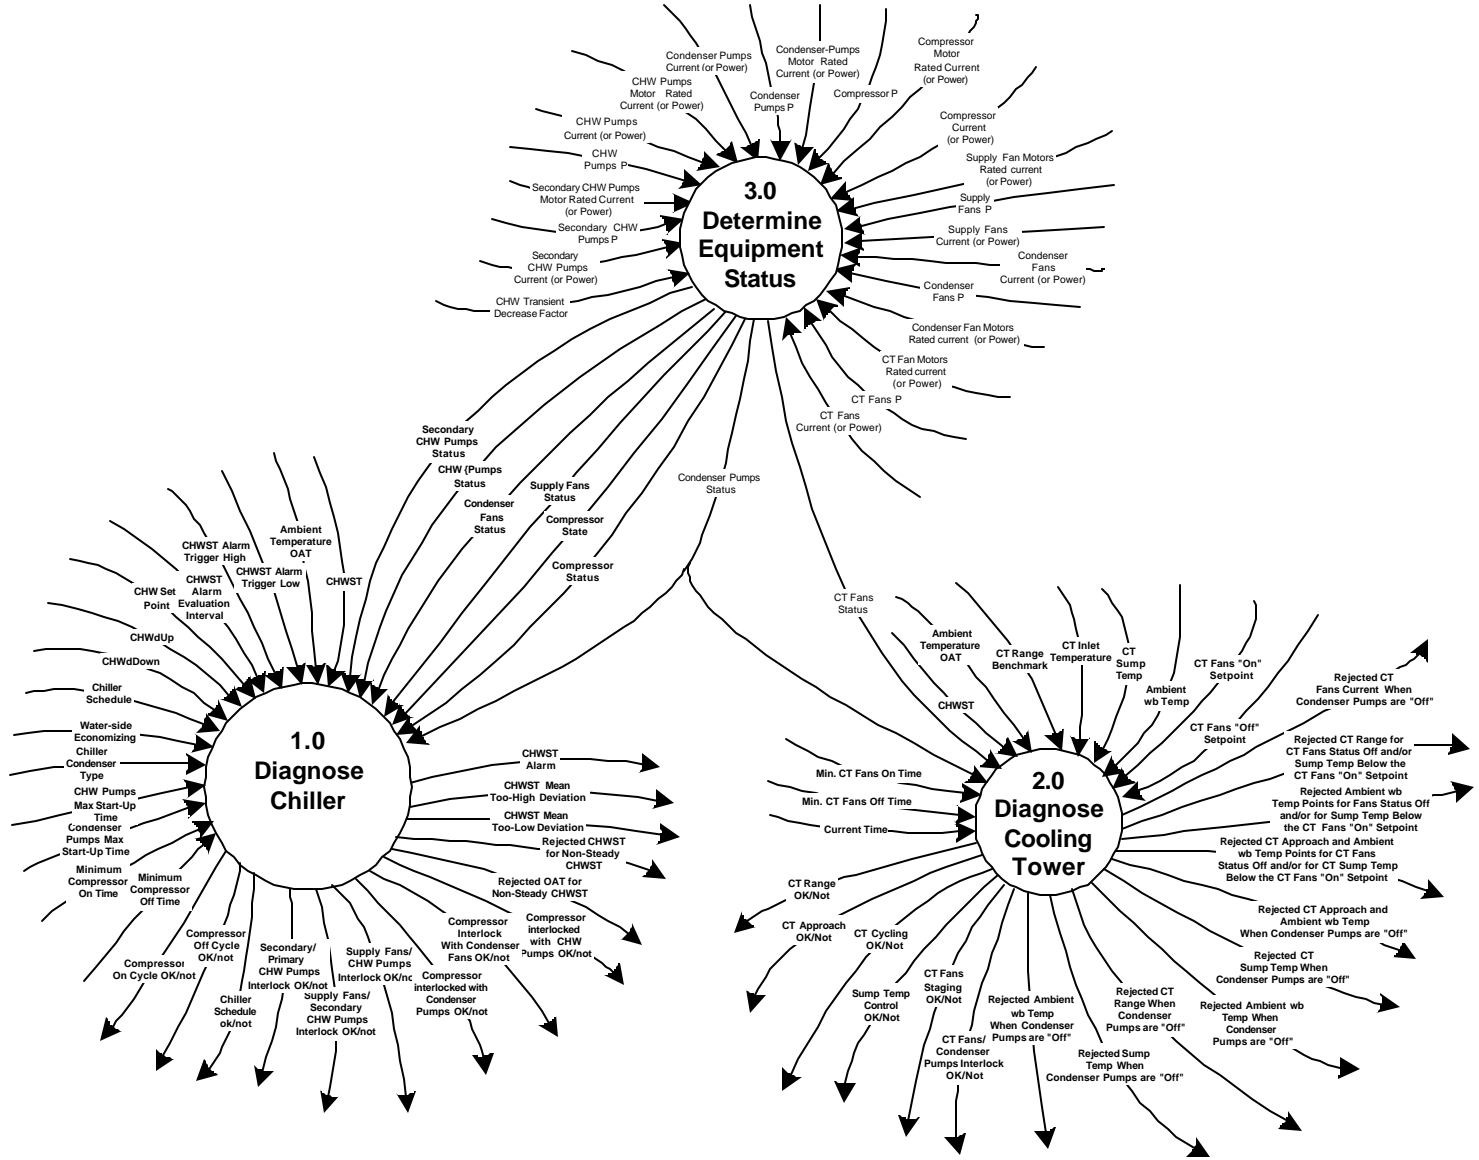 Condenser Pumps
Current (or Power)
CHW Pumps
Motor Rated
Current (or Power)
CHW Pumps
Current (or Power)
CHW
Pumps P
Secondary CHW Pumps
Motor Rated Current
(or Power)
Secondary CHW
Pumps P
Secondary
CHW Pumps
Current (or Power)
CHW Transient
Decrease Factor
Condenser
Pumps P
Condenser-Pumps
Motor Rated
Current (or Power)
Compressor P
Compressor
Motor
Rated Current
(or Power)
Compressor
Current
(or Power)
Supply Fan Motors
Rated current
(or Power)
Supply
Fans P
Supply Fans
Current (or Power)
Condenser
Fans
Current (or Power)
Condenser
Fans P
Condenser Fan Motors
Rated current (or Power)
CT Fan Motors
Rated current
(or Power)
CT Fans P
CT Fans
Current (or Power)
3.0
Determine
Equipment
Status
Secondary
CHW Pumps
Status
CHW {Pumps
Status
Condenser
Fans
Status
Supply Fans
Status
Compressor
State
Compressor
Status
Condenser Pumps
Status
CT Fans
Status
Ambient
Temperature
OAT
CHWST
CHWST Alarm
Trigger High
CHWST Alarm
Trigger Low
CHWST
Alarm
Evaluation
Interval
CHW Set
Point
CHWdUp
CHWdDown
Chiller
Schedule
Water-side
Economizing
Chiller
Condenser
Type
CHW Pumps
Max Start-Up
Time
Condenser
Pumps Max
Start-Up Time
Minimum
Compressor
On Time
Minimum
Compressor
Off Time
1.0
Diagnose
Chiller
CHWST
Alarm
CHWST Mean
Too-High Deviation
CHWST Mean
Too-Low Deviation
Rejected CHWST
for Non-Steady
CHWST
Rejected OAT for
Non-Steady CHWST
Compressor
interlocked
with CHW
Pumps OK/not
Compressor
Interlock
With Condenser
Fans OK/not
Compressor
interlocked with
Condenser
Pumps OK/not
Supply Fans/
CHW Pumps
Interlock OK/not
Supply Fans/
Secondary
CHW Pumps
Interlock OK/not
Secondary/
Primary
CHW Pumps
Interlock OK/not
Chiller
Schedule
ok/not
Compressor
Off Cycle
OK/not
Compressor
On Cycle OK/not
Ambient
Temperature
OAT
CHWST
CT Range
Benchmark
CT Inlet
Temperature
CT
Sump
Temp
Ambient
wb Temp
CT Fans "On"
Setpoint
CT Fans "Off"
Setpoint
Min. CT Fans On Time
Min. CT Fans Off Time
Current Time
2.0
Diagnose
Cooling
Tower
Rejected CT
Fans Current When
Condenser Pumps are "Off"
Rejected CT Range for
CT Fans Status Off and/or
Sump Temp Below the
CT Fans "On" Setpoint
Rejected Ambient wb
Temp Points for Fans Status Off
and/or for Sump Temp Below
the CT Fans "On" Setpoint
Rejected CT Approach and Ambient
wb Temp Points for CT Fans
Status Off and/or for CT Sump Temp
Below the CT Fans "On" Setpoint
Rejected CT Approach and
Ambient wb Temp
When Condenser Pumps are "Off"
Rejected CT
Sump Temp When
Condenser Pumps are "Off"
Rejected Ambient wb
Temp When
Condenser
Pumps are "Off"
Rejected CT
Range When
Condenser
Pumps are "Off"
Rejected Sump
Temp When
Condenser Pumps are "Off"
Rejected Ambient
wb Temp
When Condenser
Pumps are "Off"
CT Fans/
Condenser
Pumps Interlock
OK/Not
CT Fans
Staging
OK/Not
Sump Temp
Control
OK/Not
CT Cycling
OK/Not
CT Approach
OK/Not
CT Range
OK/Not